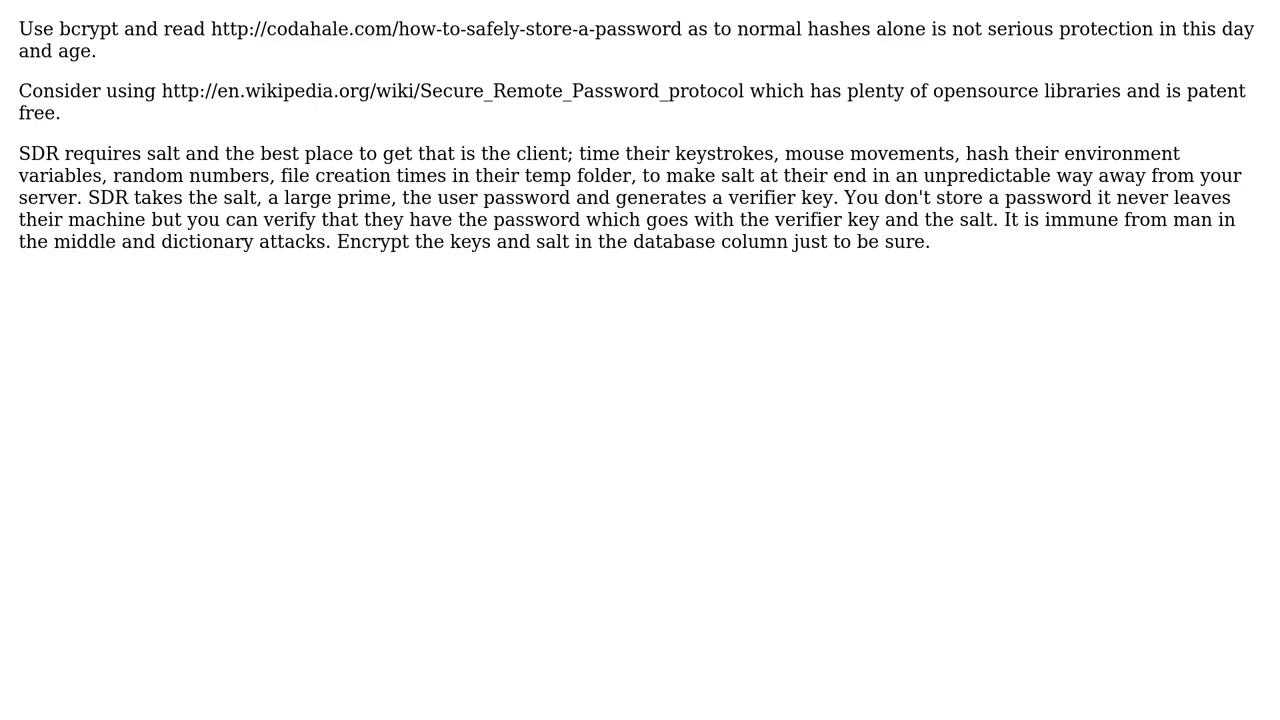 Use bcrypt and read http://codahale.com/how-to-safely-store-a-password as to normal hashes alone is not serious protection in this day
and age.
Consider using http://en.wikipedia.org/wiki/Secure_Remote_Password_protocol which has plenty of opensource libraries and is patent
free.
SDR requires salt and the best place to get that is the client; time their keystrokes, mouse movements, hash their environment
variables, random numbers, file creation times in their temp folder, to make salt at their end in an unpredictable way away from your
server. SDR takes the salt, a large prime, the user password and generates a verifier key. You don't store a password it never leaves
their machine but you can verify that they have the password which goes with the verifier key and the salt. It is immune from man in
the middle and dictionary attacks. Encrypt the keys and salt in the database column just to be sure.